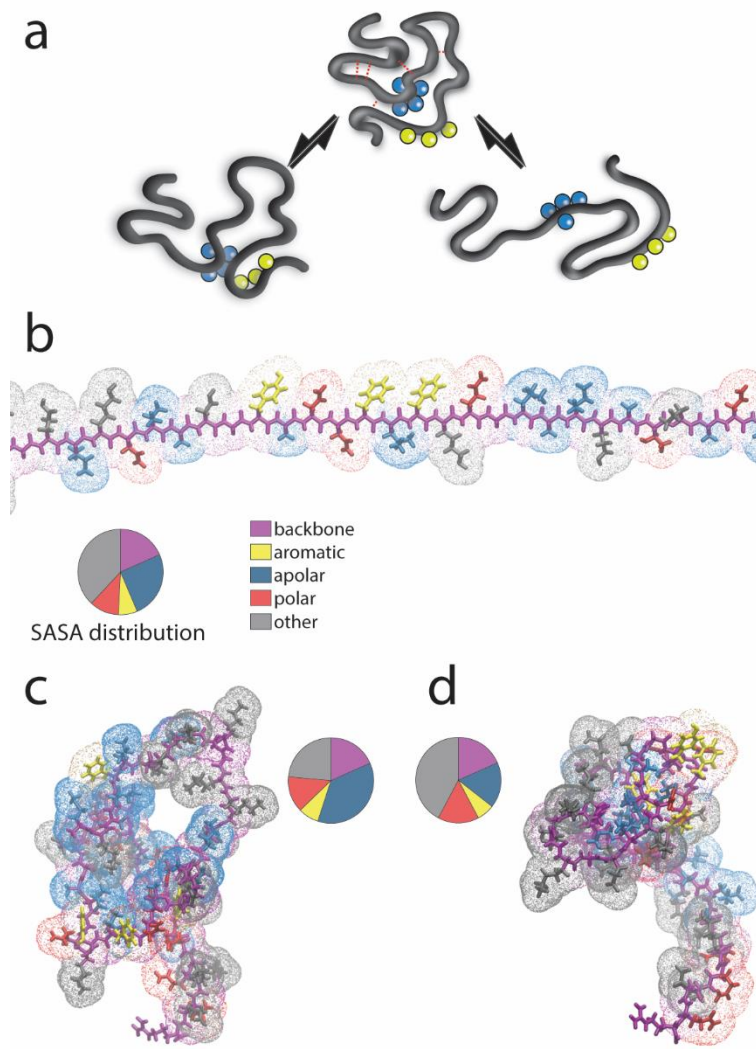 a
b
backbone
aromatic
apolar
polar
other
SASA distribution
c
d